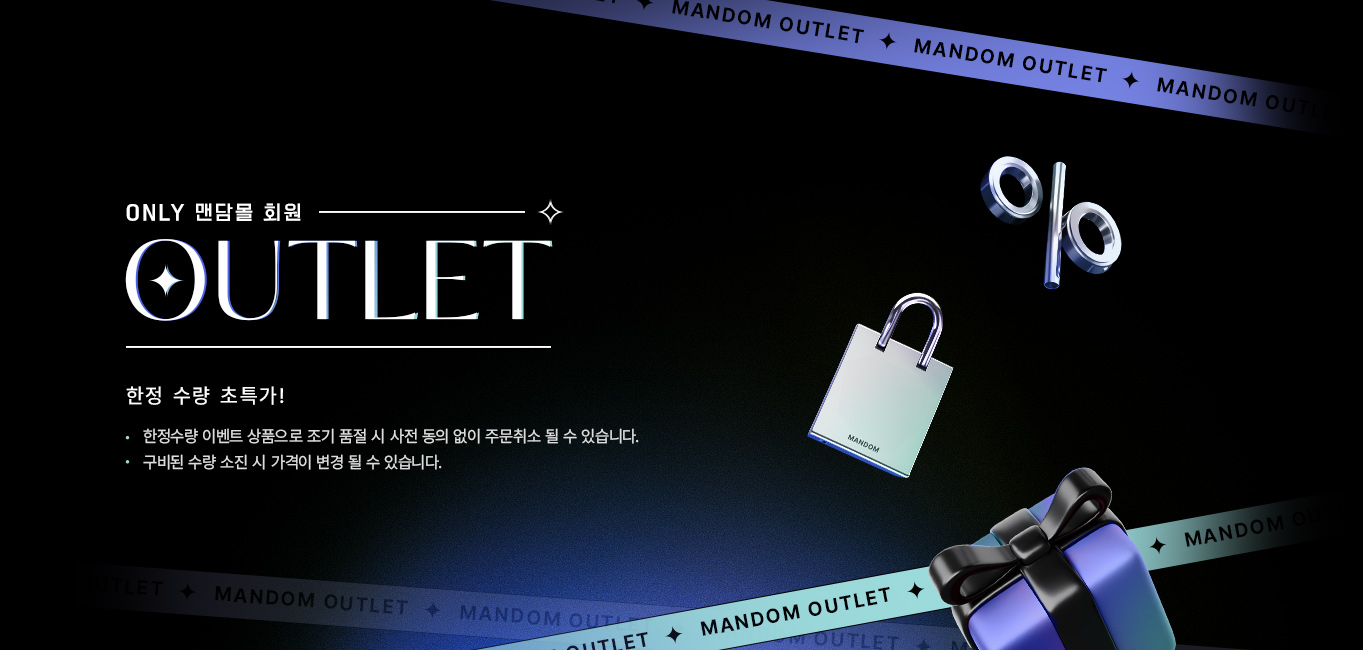 MANDOM OUTLET ✦ MANDOM OUTLET ✦ MANDOM
ONLY 맨담몰 회원
OUTLET
한정 수량 초특가!
• 한정수량 이벤트 상품으로 조기 품절 시 사전 동의 없이 주문취소 될 수 있습니다.
• 구비된 수량 소진 시 가격이 변경 될 수 있습니다.
MANDOM
OUTLET ✦ MANDOM OUTLET ✦ MANDOM OUTLET
OUTLET ✦ MANDOM OUTLET ✦
✦ MANDOM